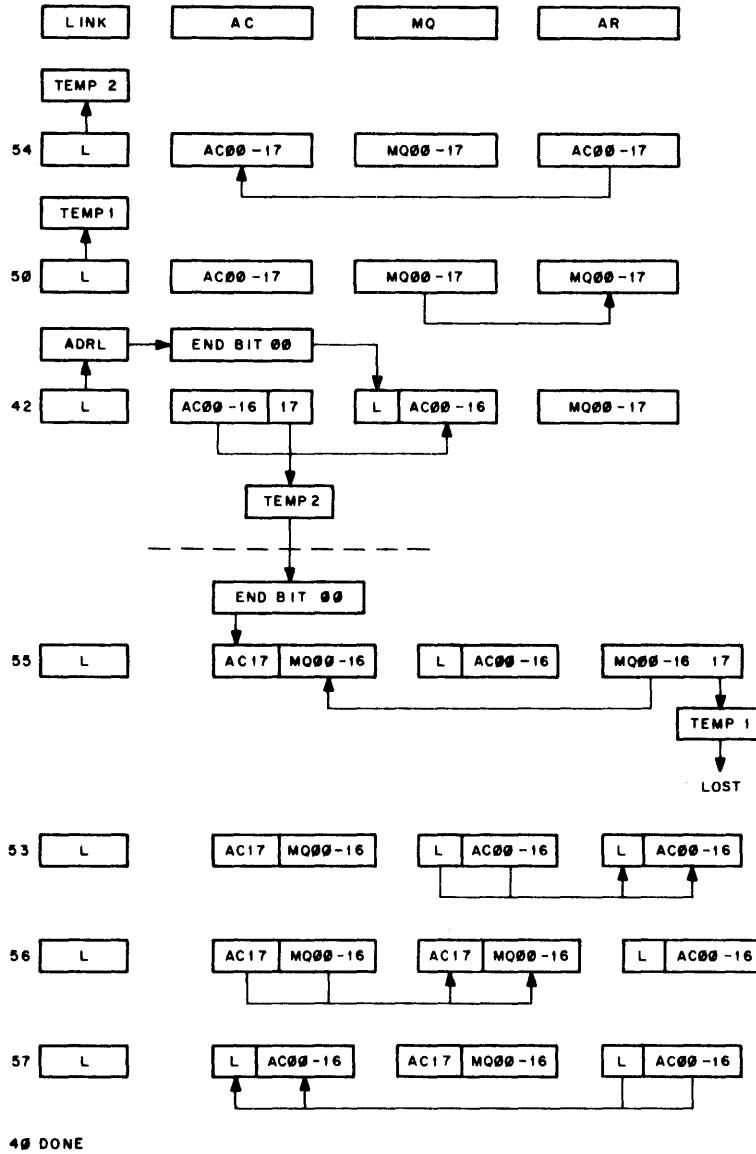 LINK AC MQ AR
TEMP 2
54 L AC00-17 MQ00-17 AC00-17
TEMP 1
50 L AC00-17 MQ00-17 MQ00-17
ADRL END BIT 00
42 L AC00-16 17 L AC00-16 MQ00-17
TEMP 2
END BIT 00
55 L AC17 MQ00-16 L AC00-16 MQ00-16 17
TEMP 1
LOST
53 L AC17 MQ00-16 L AC00-16 L AC00-16
56 L AC17 MQ00-16 AC17 MQ00-16 L AC00-16
57 L L AC00-16 AC17 MQ00-16 L AC00-16
40 DONE